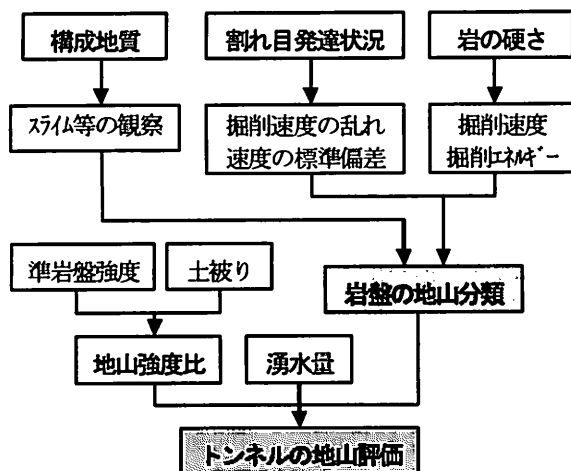 構成地質
割れ目発達状況
岩の硬さ
スライム等の観察
掘削速度の乱れ
速度の標準偏差
掘削速度
掘削エネルギー
準岩盤強度
土被り
岩盤の地山分類
地山強度比
湧水量
トンネルの地山評価